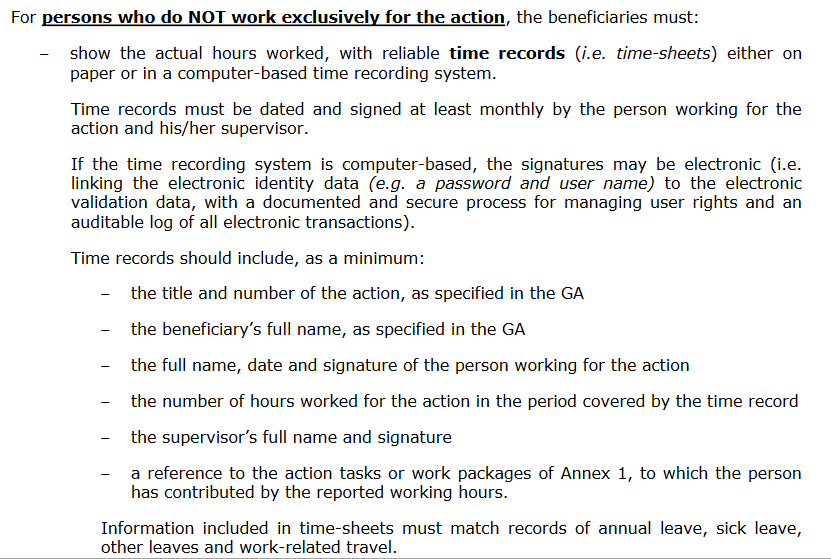 For persons who do NOT work exclusively for the action, the beneficiaries must:
– show the actual hours worked, with reliable time records (i.e. time-sheets) either on
paper or in a computer-based time recording system.
Time records must be dated and signed at least monthly by the person working for the
action and his/her supervisor.
If the time recording system is computer-based, the signatures may be electronic (i.e.
linking the electronic identity data (e.g. a password and user name) to the electronic
validation data, with a documented and secure process for managing user rights and an
auditable log of all electronic transactions).
Time records should include, as a minimum:
– the title and number of the action, as specified in the GA
– the beneficiary’s full name, as specified in the GA
– the full name, date and signature of the person working for the action
– the number of hours worked for the action in the period covered by the time record
– the supervisor’s full name and signature
– a reference to the action tasks or work packages of Annex 1, to which the person
has contributed by the reported working hours.
Information included in time-sheets must match records of annual leave, sick leave,
other leaves and work-related travel.